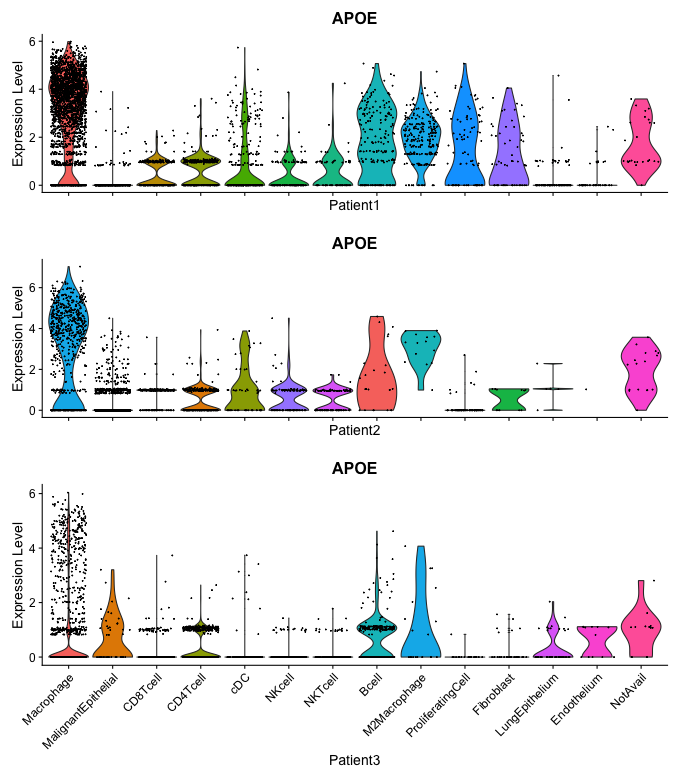 APOE
Expression Level
6
4
2
0
Patient1
APOE
Expression Level
6
4
2
0
Patient2
APOE
Expression Level
6
4
2
0
Macrophage
MalignantEpithelial
CD8Tcell
CD4Tcell
cDC
NKcell
NKTcell
Bcell
M2Macrophage
ProliferatingCell
Fibroblast
LungEpithelium
Endothelium
NotAvail
Patient3